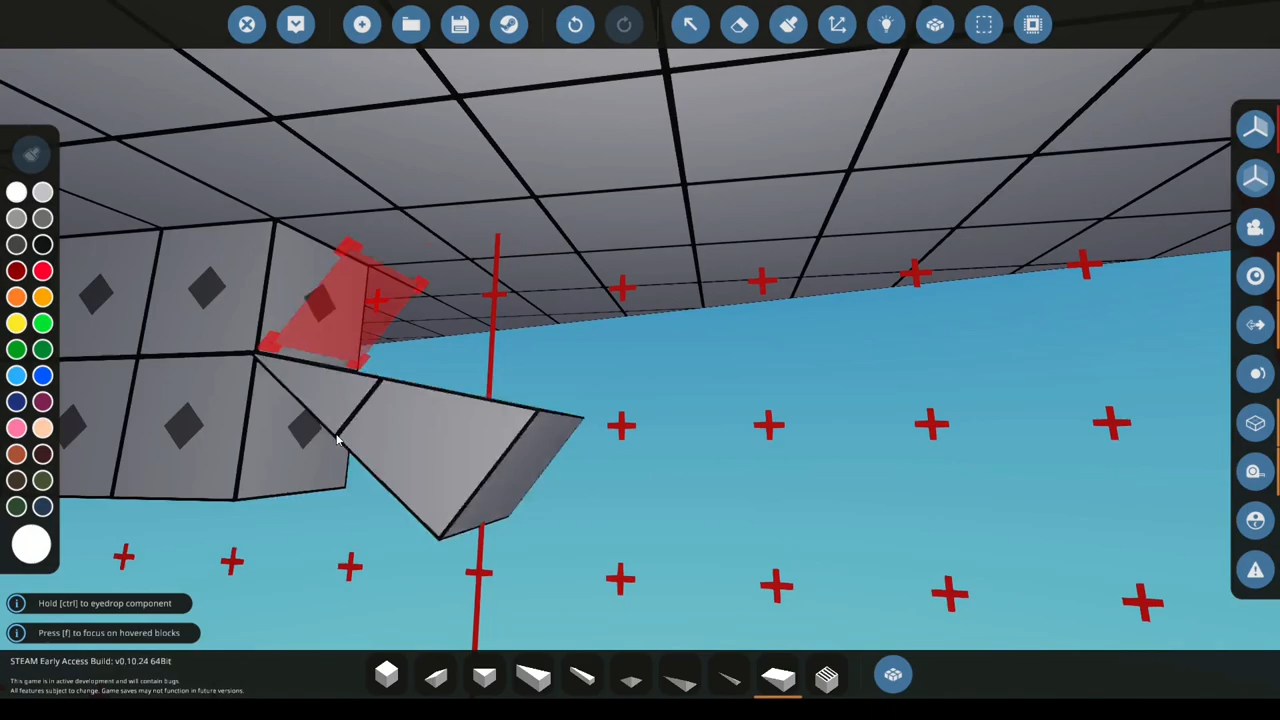 Hold [ctrl] to eyedrop component
Press [f] to focus on hovered blocks
STEAM Early Access Build: v0.10.24 64Bit
This game is in active development and will contain bugs.
All features subject to change. Game saves may not function in future versions.